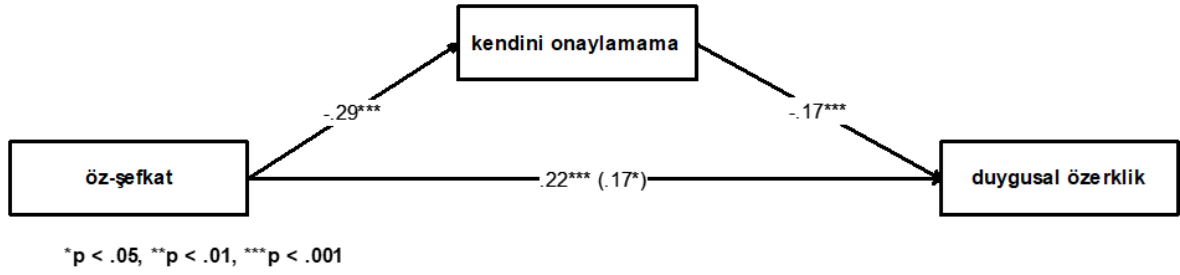 kendini onaylamama
-.29***
-.17***
öz-şefkat
.22*** (.17*)
duygusal özerklik
*p < .05, **p < .01, ***p < .001